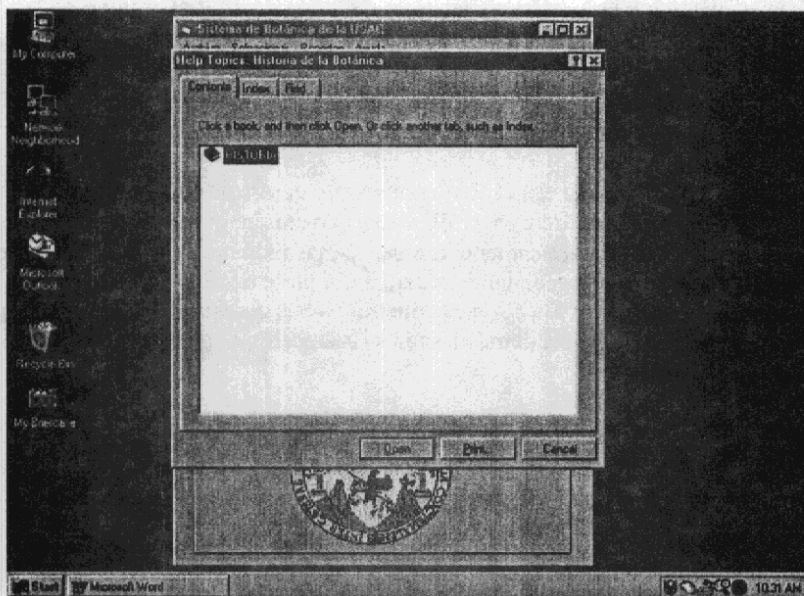 My Computer
Network
Neighborhood
Internet
Explorer
Microsoft
Outlook
Recycle Bin
My Briefcase
Sistema de Botánica de la USAC
Help Topics: Historia de la Botánica
Contents Index Find
Click a book, and then click Open. Or click another tab, such as Index.
HISTORIA
Open Print... Cancel
Start Microsoft Word 10:31 AM